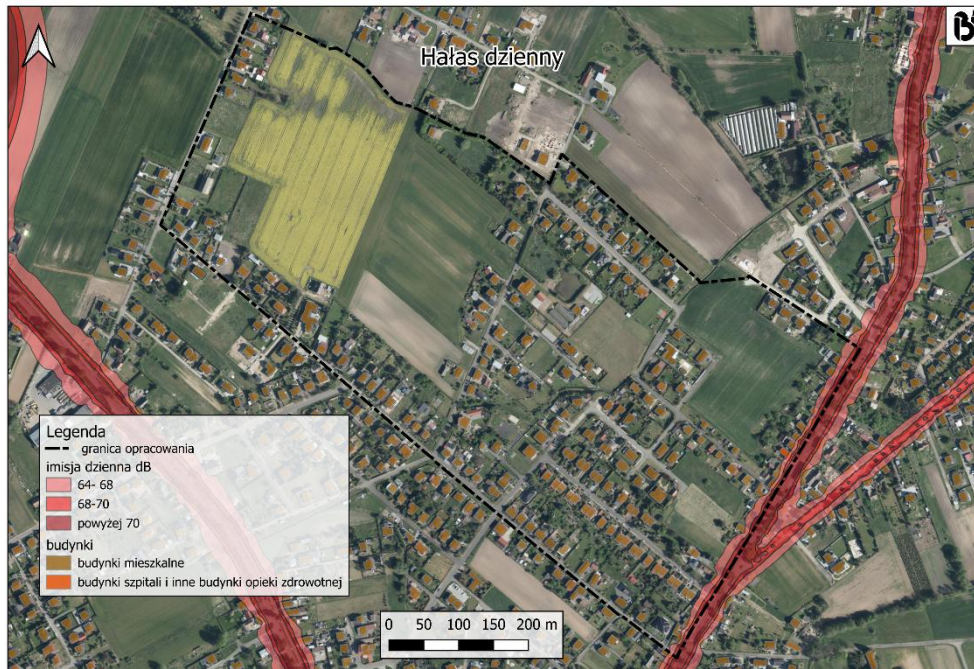 Hałas dzienny
Legenda
granica opracowania
imisja dzienna dB
64- 68
68-70
powyżej 70
budynki
budynki mieszkalne
budynki szpitali i inne budynki opieki zdrowotnej
0 50 100 150 200 m